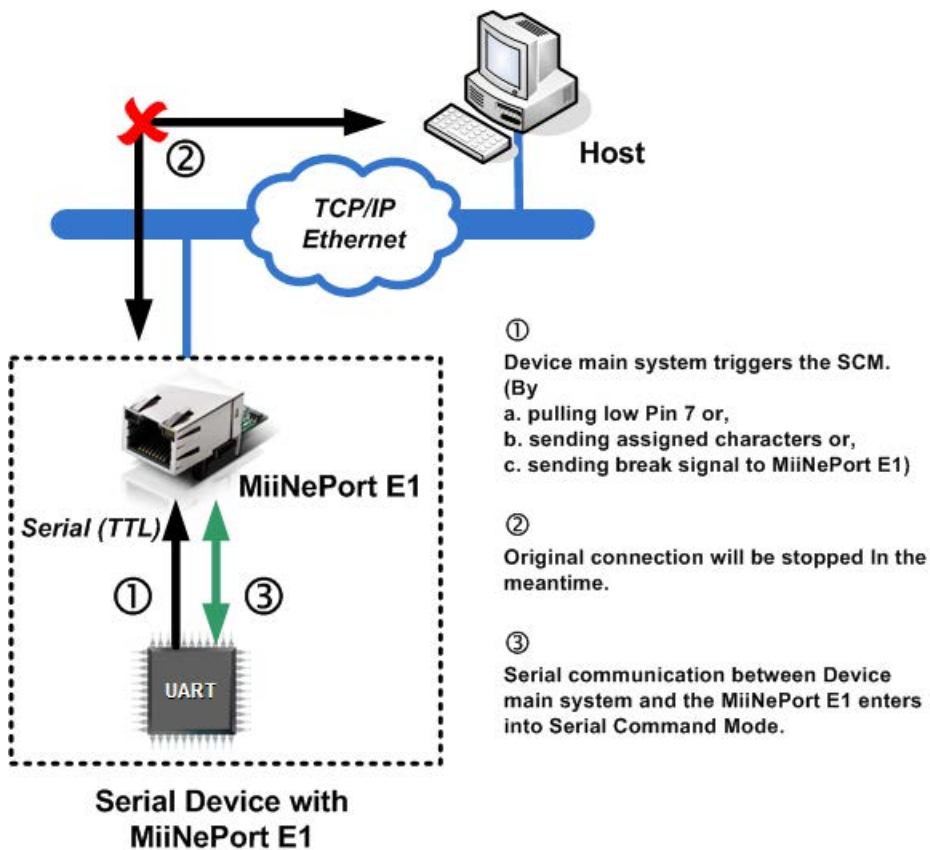 ②
Host
TCP/IP
Ethernet
MiiNePort E1
Serial (TTL)
①
③
UART
Serial Device with
MiiNePort E1
①
Device main system triggers the SCM.
(By
a. pulling low Pin 7 or,
b. sending assigned characters or,
c. sending break signal to MiiNePort E1)
②
Original connection will be stopped In the
meantime.
③
Serial communication between Device
main system and the MiiNePort E1 enters
into Serial Command Mode.